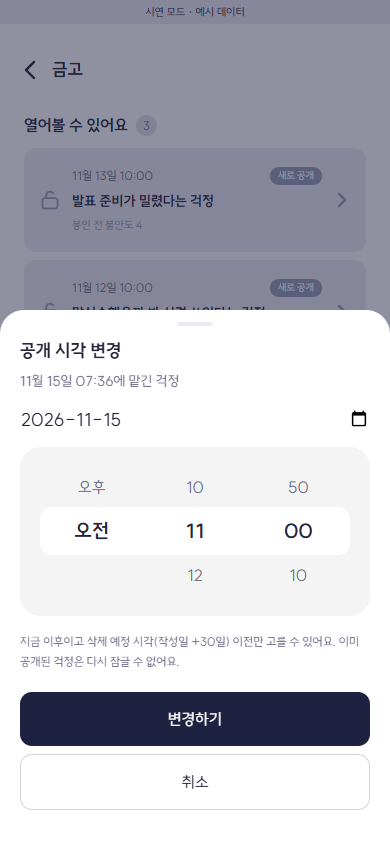 시연 모드 · 예시 데이터
금고
열어볼 수 있어요 3
11월 13일 10:00 새로 공개
발표 준비가 밀렸다는 걱정
봉인 전 불안도 4
11월 12일 10:00 새로 공개
공개 시각 변경
11월 15일 07:36에 맡긴 걱정
2026-11-15
오후 10 50
오전 11 00
12 10
지금 이후이고 삭제 예정 시각(작성일 +30일) 이전만 고를 수 있어요. 이미
공개된 걱정은 다시 잠글 수 없어요.
변경하기
취소